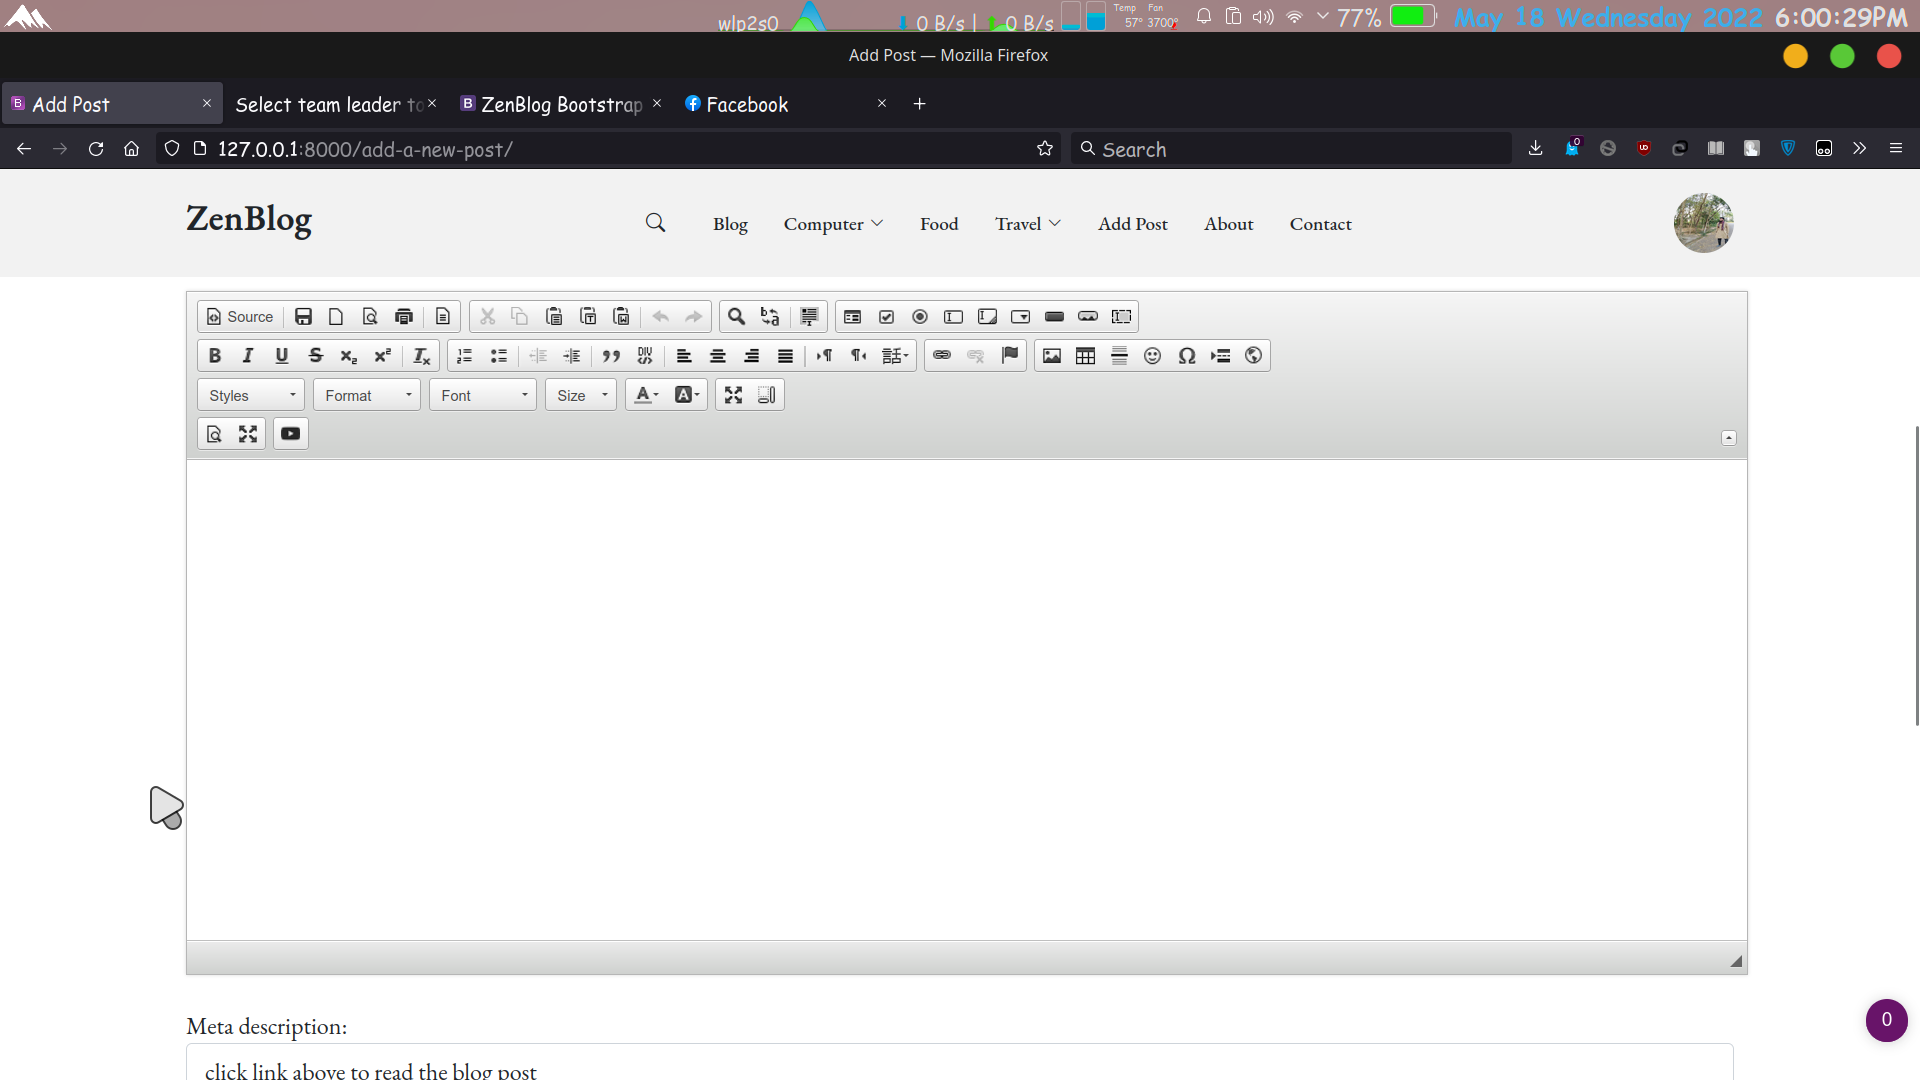 wlp2s0 0 B/s | 0 B/s Temp Fan 57° 3700° 77% May 18 Wednesday 2022 6:00:29PM
Add Post — Mozilla Firefox
Add Post Select team leader to ZenBlog Bootstrap Facebook
127.0.0.1:8000/add-a-new-post/ Search 0
ZenBlog Blog Computer Food Travel Add Post About Contact
Source
Styles Format Font Size
Meta description:
0
click link above to read the blog post